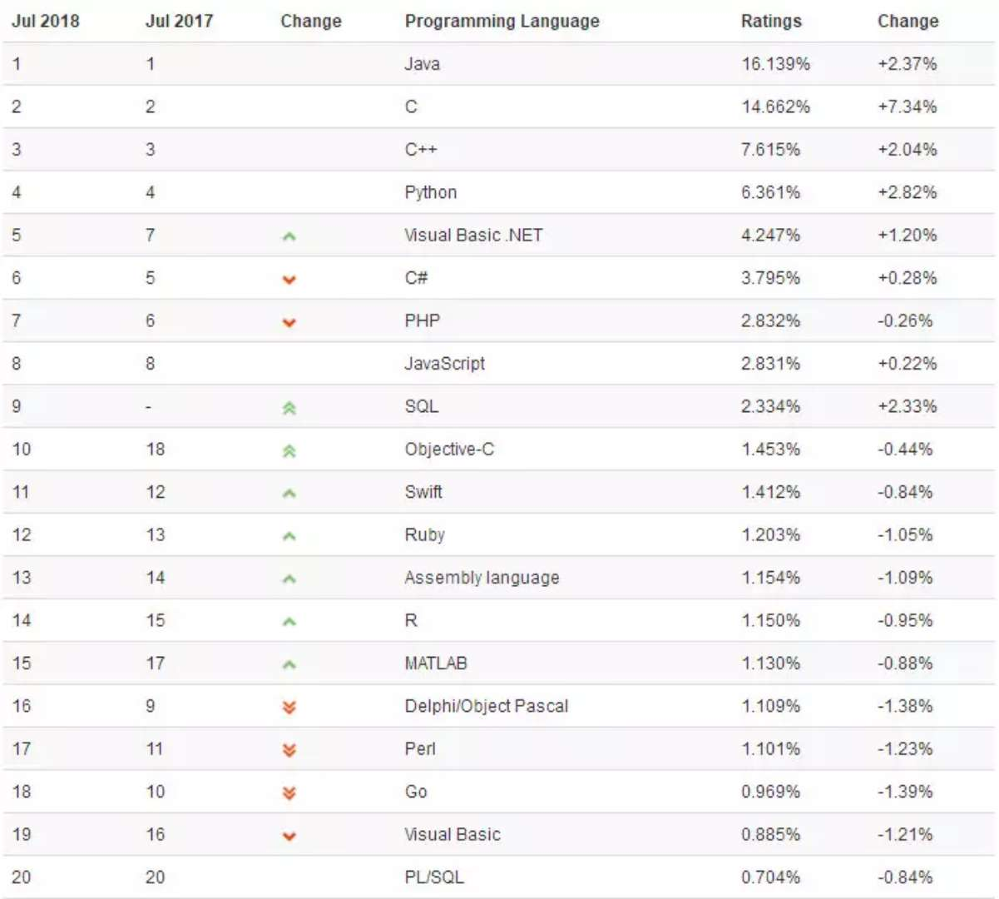 Jul 2018 Jul 2017 Change Programming Language Ratings Change
1 1 Java 16.139% +2.37%
2 2 C 14.662% +7.34%
3 3 C++ 7.615% +2.04%
4 4 Python 6.361% +2.82%
5 7 Visual Basic .NET 4.247% +1.20%
6 5 C# 3.795% +0.28%
7 6 PHP 2.832% -0.26%
8 8 JavaScript 2.831% +0.22%
9 - SQL 2.334% +2.33%
10 18 Objective-C 1.453% -0.44%
11 12 Swift 1.412% -0.84%
12 13 Ruby 1.203% -1.05%
13 14 Assembly language 1.154% -1.09%
14 15 R 1.150% -0.95%
15 17 MATLAB 1.130% -0.88%
16 9 Delphi/Object Pascal 1.109% -1.38%
17 11 Perl 1.101% -1.23%
18 10 Go 0.969% -1.39%
19 16 Visual Basic 0.885% -1.21%
20 20 PL/SQL 0.704% -0.84%